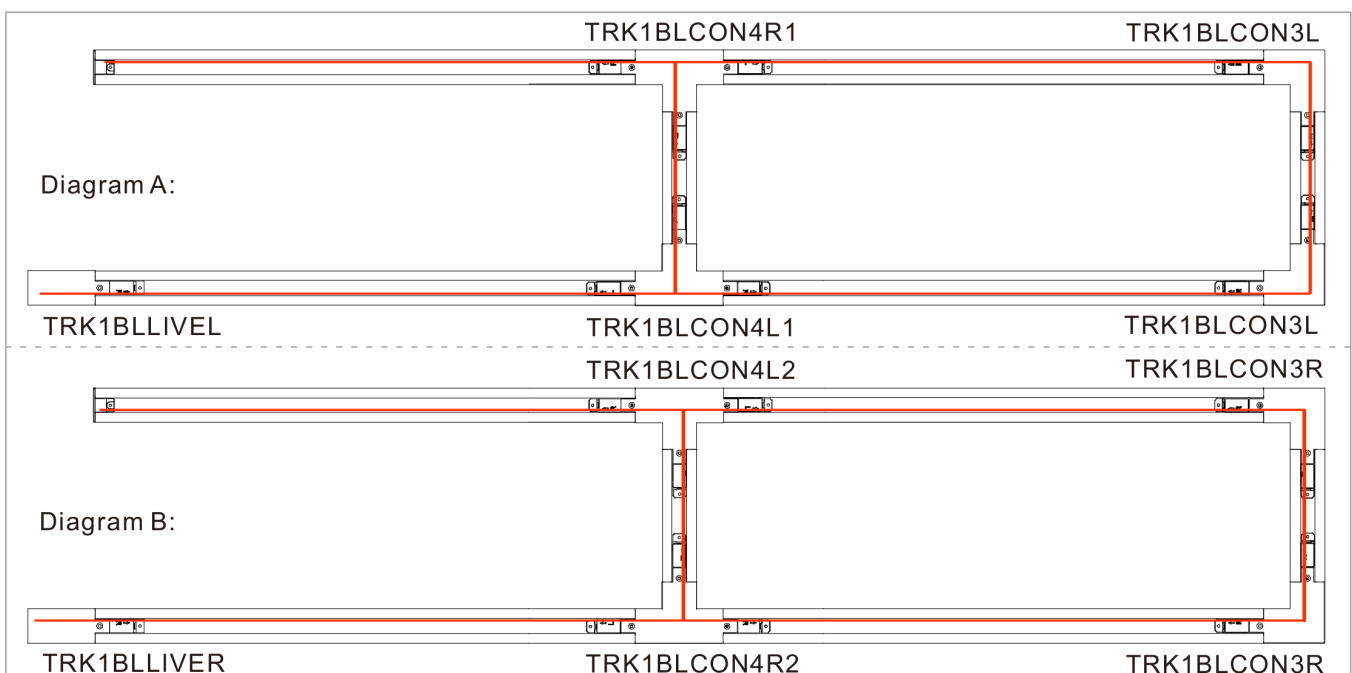 TRK1BLCON4R1 TRK1BLCON3L
Diagram A:
TRK1BLLIVEL TRK1BLCON4L1 TRK1BLCON3L
TRK1BLCON4L2 TRK1BLCON3R
Diagram B:
TRK1BLLIVER TRK1BLCON4R2 TRK1BLCON3R